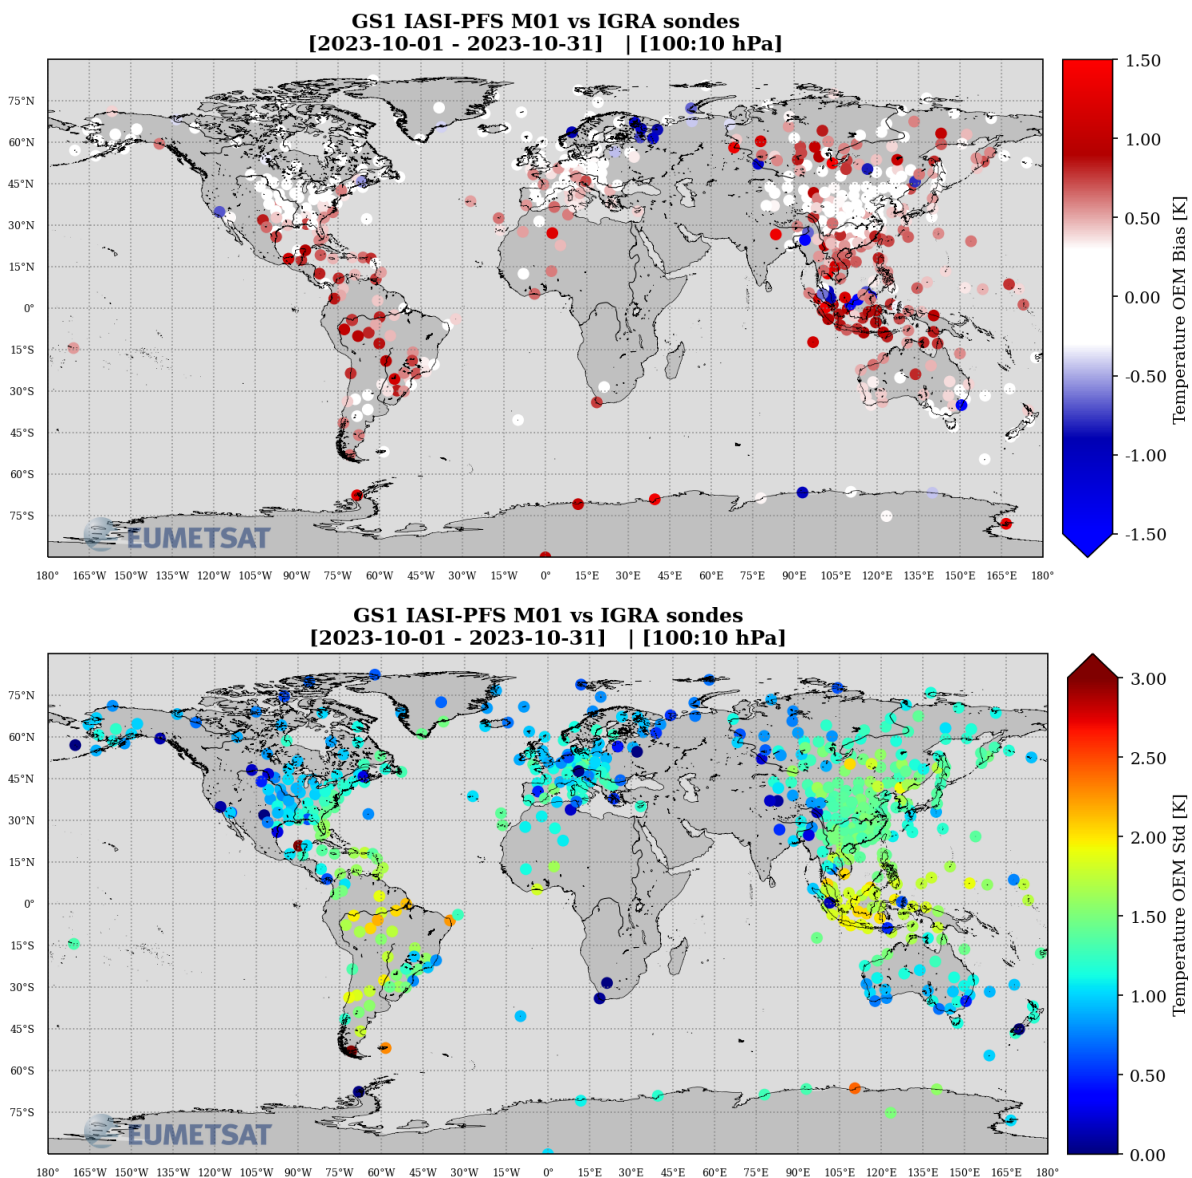 GS1 IASI-PFS M01 vs IGRA sondes
[2023-10-01 - 2023-10-31] | [100:10 hPa]
75°N
60°N
45°N
30°N
15°N
0°
15°S
30°S
45°S
60°S
75°S
EUMETSAT
180° 165°W 150°W 135°W 120°W 105°W 90°W 75°W 60°W 45°W 30°W 15°W 0° 15°E 30°E 45°E 60°E 75°E 90°E 105°E 120°E 135°E 150°E 165°E 180°
1.50
1.00
0.50
0.00
-0.50
-1.00
-1.50
Temperature OEM Bias [K]
GS1 IASI-PFS M01 vs IGRA sondes
[2023-10-01 - 2023-10-31] | [100:10 hPa]
75°N
60°N
45°N
30°N
15°N
0°
15°S
30°S
45°S
60°S
75°S
EUMETSAT
180° 165°W 150°W 135°W 120°W 105°W 90°W 75°W 60°W 45°W 30°W 15°W 0° 15°E 30°E 45°E 60°E 75°E 90°E 105°E 120°E 135°E 150°E 165°E 180°
3.00
2.50
2.00
1.50
1.00
0.50
0.00
Temperature OEM Std [K]